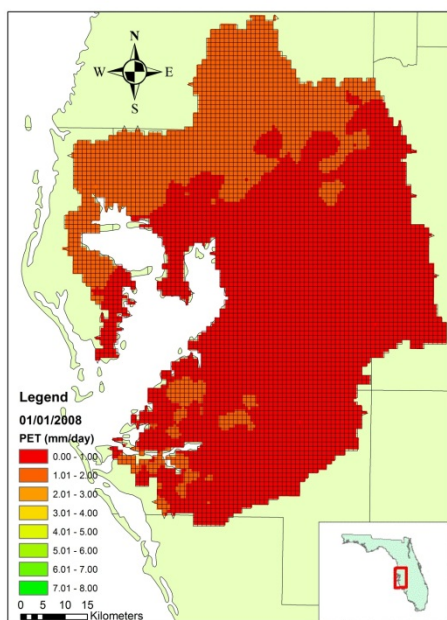 N
W E
S
Legend
01/01/2008
PET (mm/day)
0.00 - 1.00
1.01 - 2.00
2.01 - 3.00
3.01 - 4.00
4.01 - 5.00
5.01 - 6.00
6.01 - 7.00
7.01 - 8.00
0 5 10 15
Kilometers